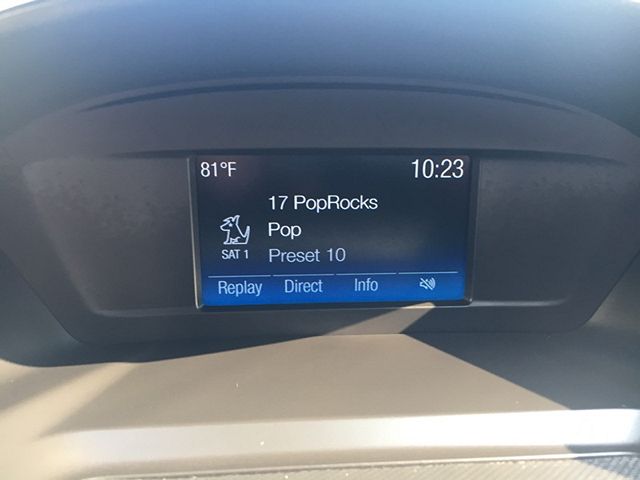 81°F
10:23
17 PopRocks
Pop
SAT 1
Preset 10
Replay Direct Info